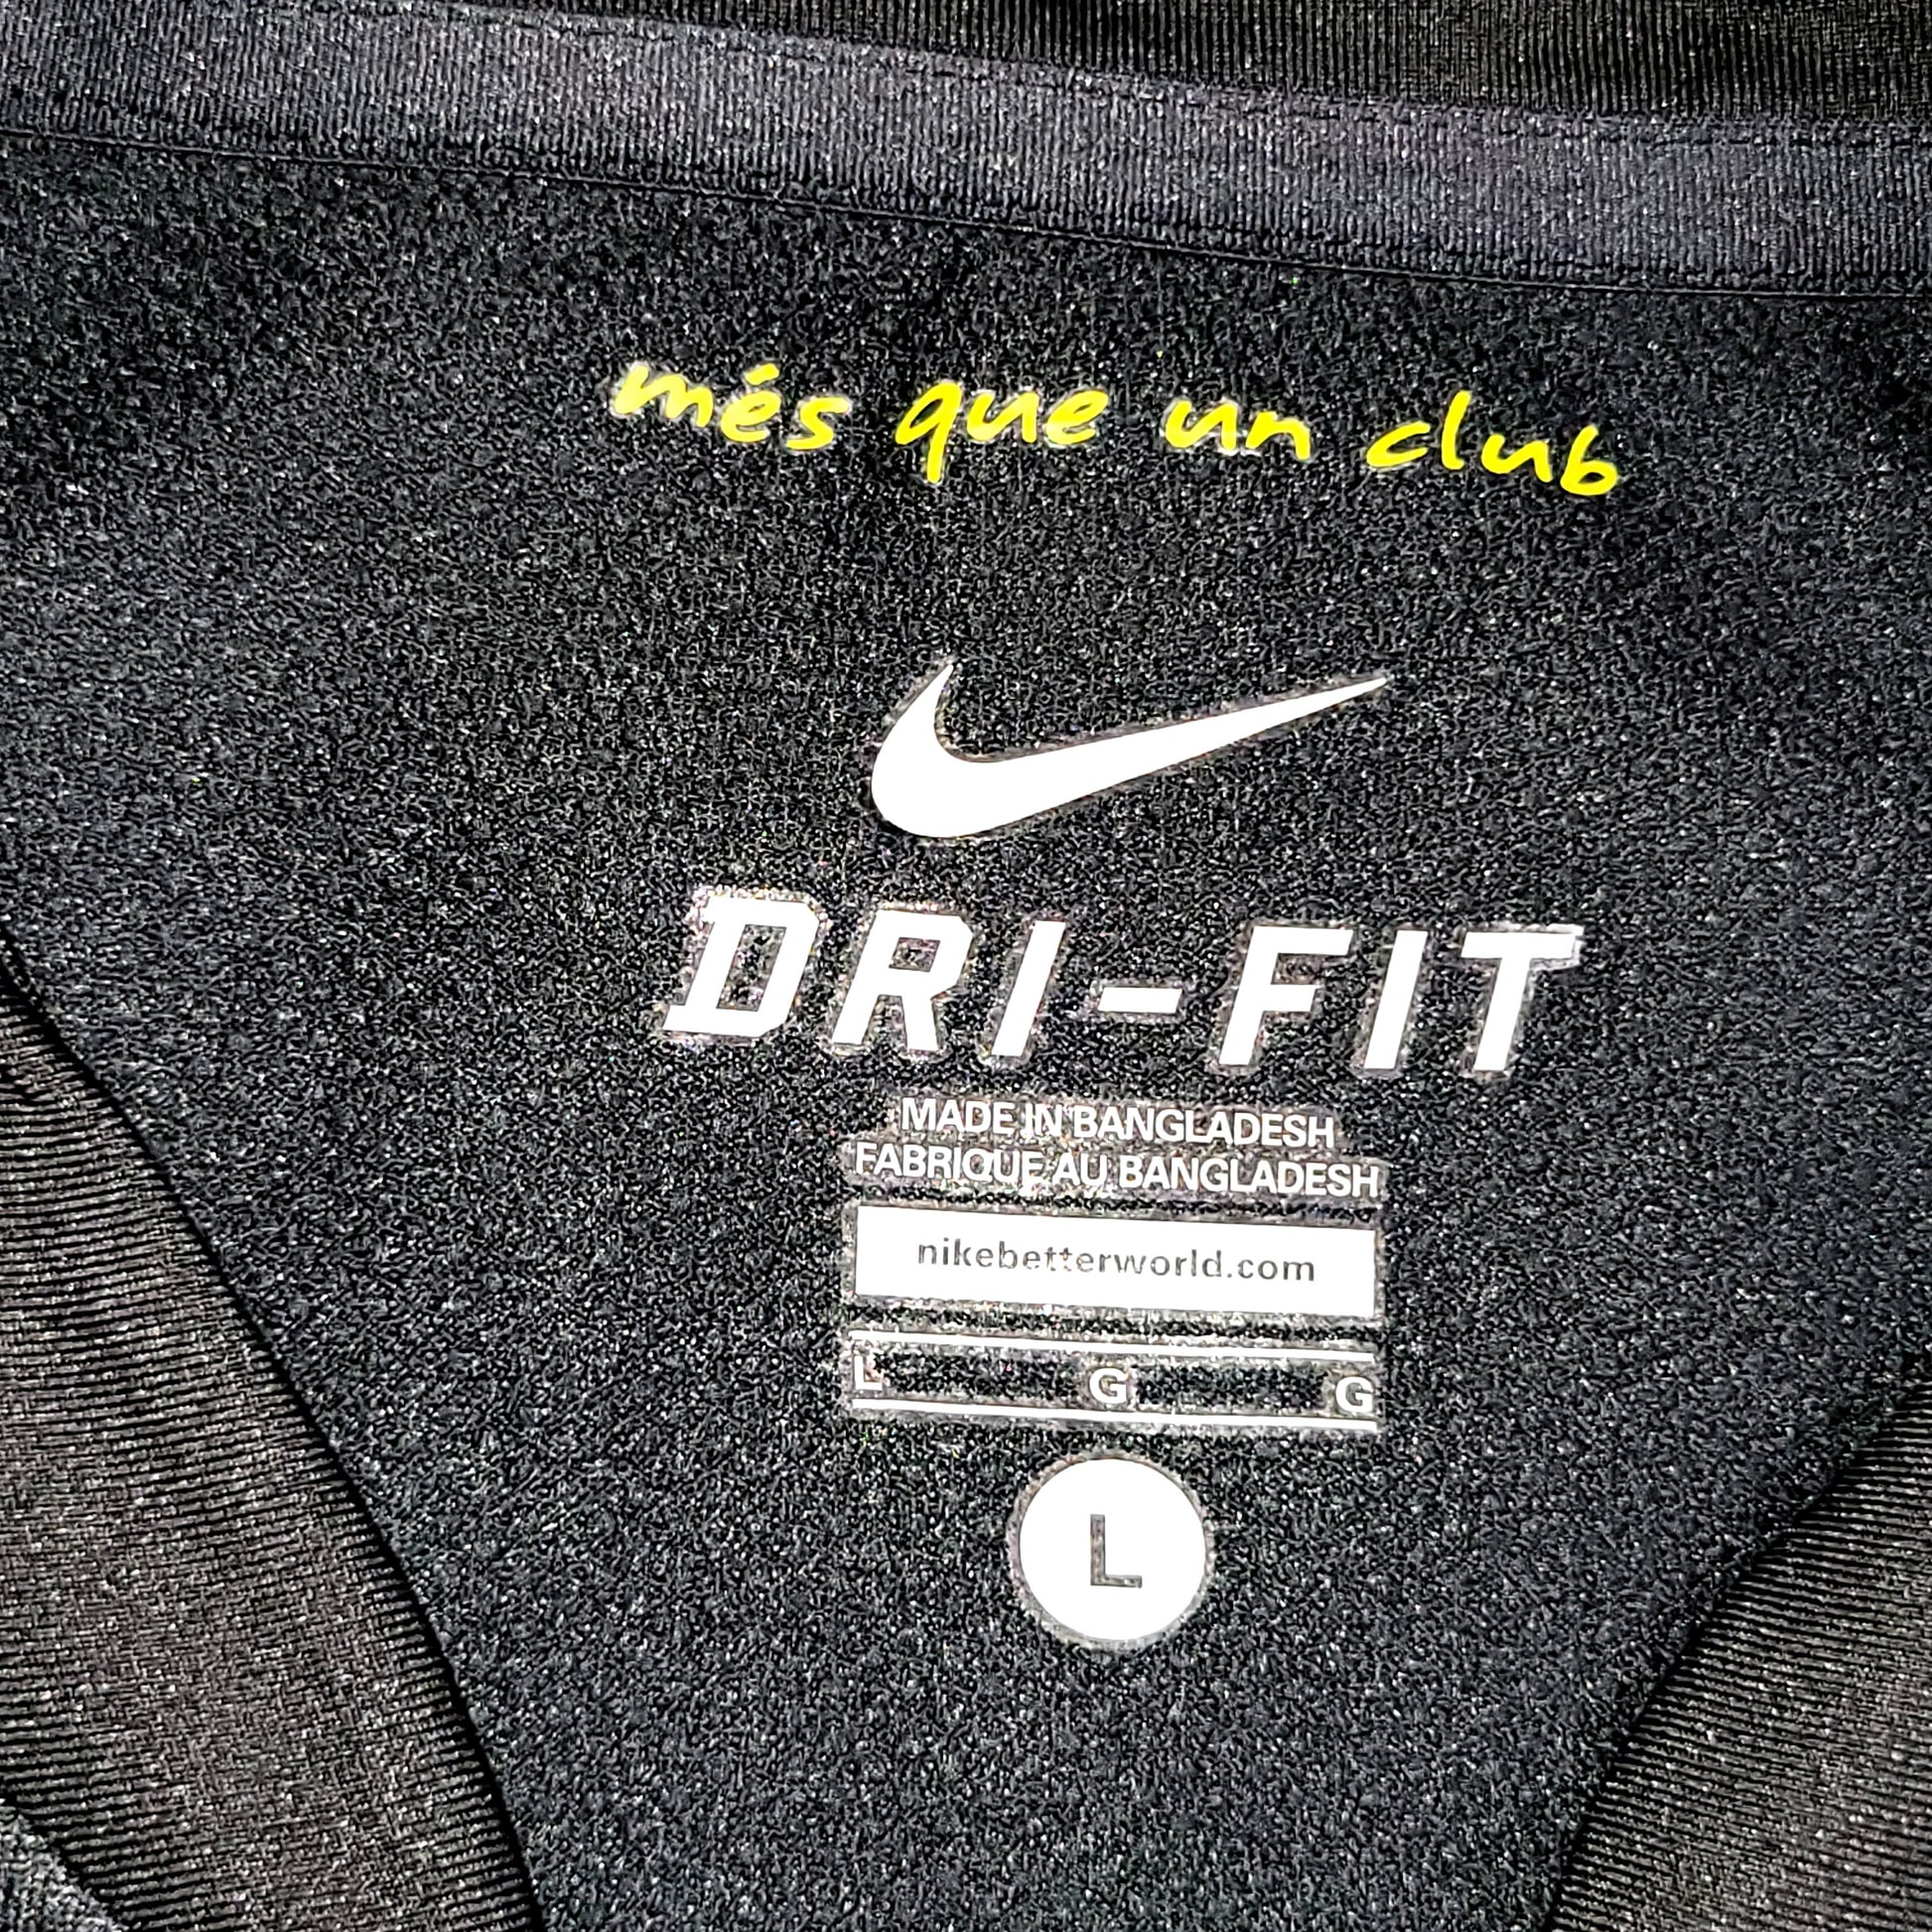 més que un club
DRI-FIT
MADE IN BANGLADESH
FABRIQUE AU BANGLADESH
nikebetterworld.com
L G G
L